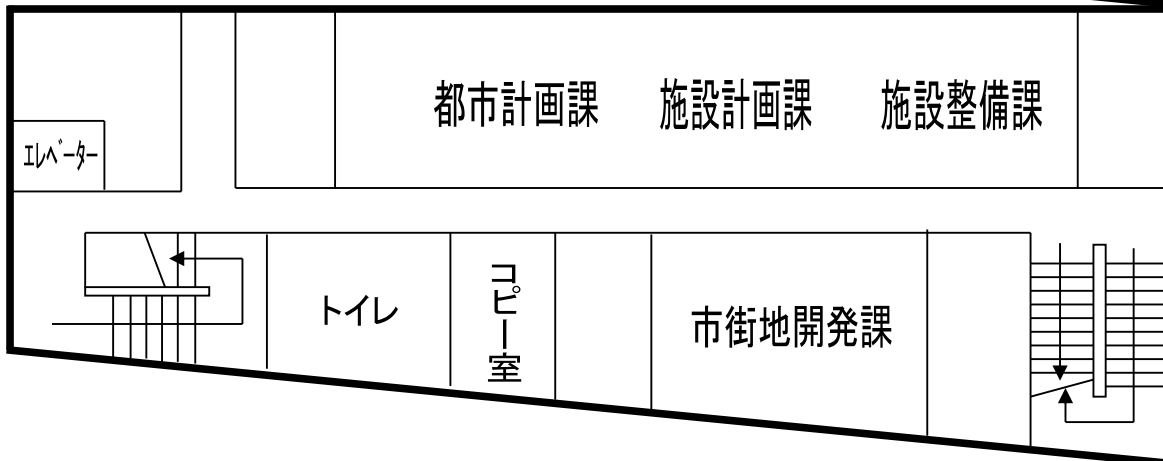 都市計画課 施設計画課 施設整備課
エレベーター
トイレ
コピー室
市街地開発課